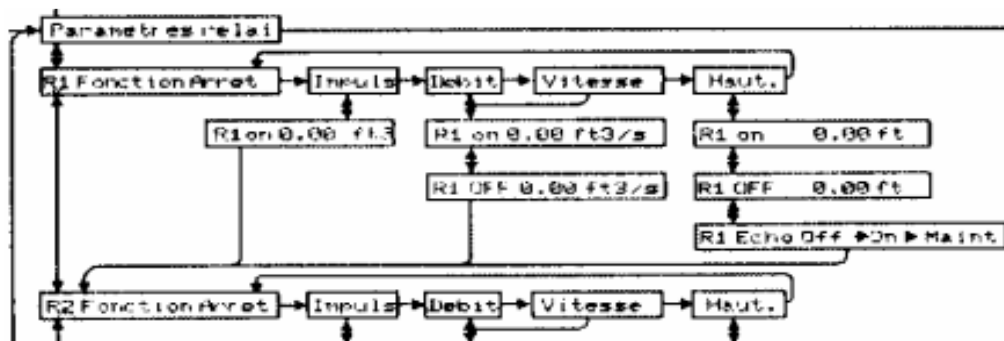 Parametres relai
R1 Fonction Arret Impuls Debit Vitesse Haut.
R1 on 0.00 ft3 R1 on 0.00 ft3/s R1 on 0.00 ft
R1 OFF 0.00 ft3/s R1 OFF 0.00 ft
R1 Echo Off ►On ► Maint
R2 Fonction Arret Impuls Debit Vitesse Haut.